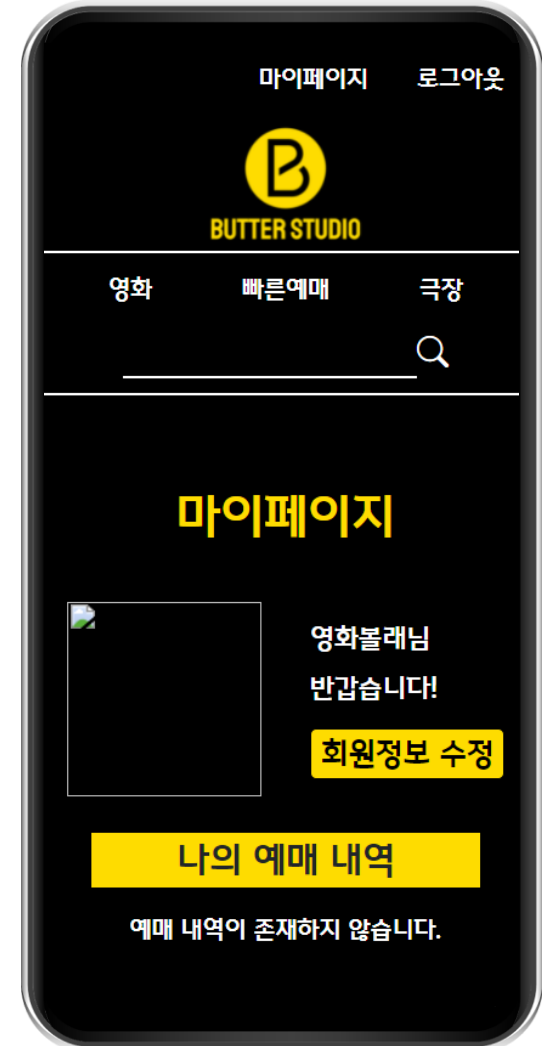 마이페이지 로그아웃
BUTTER STUDIO
영화 빠른예매 극장
마이페이지
영화볼래님
반갑습니다!
회원정보 수정
나의 예매 내역
예매 내역이 존재하지 않습니다.